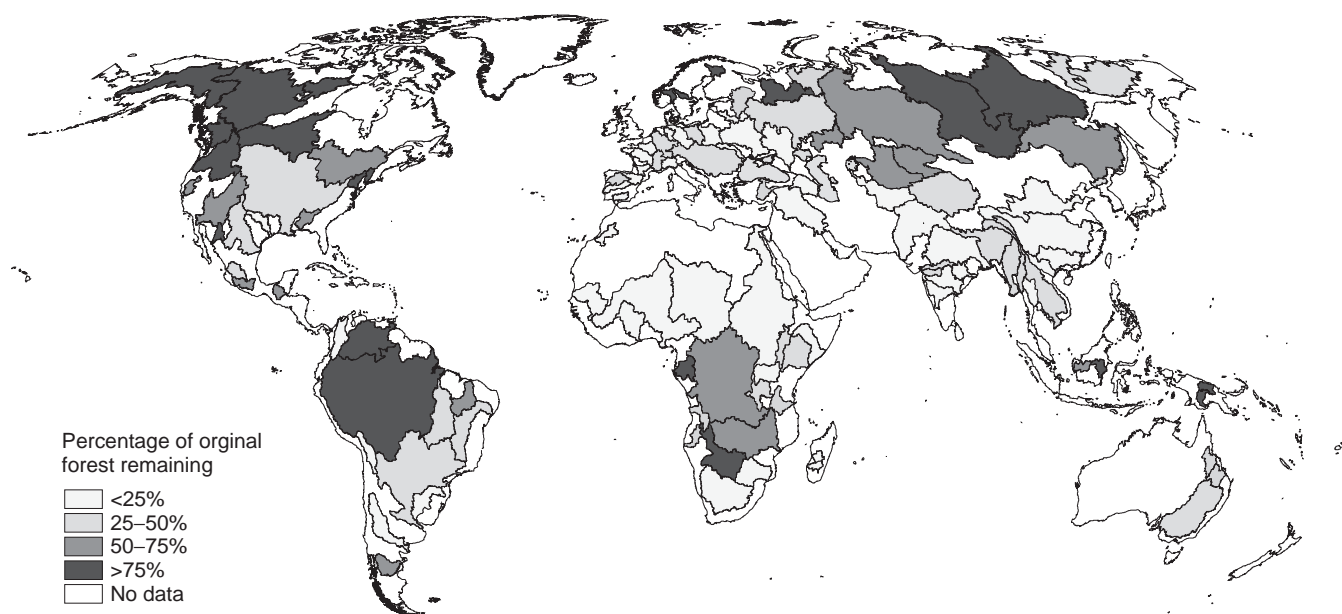 Percentage of orginal
forest remaining
<25%
25–50%
50–75%
>75%
No data